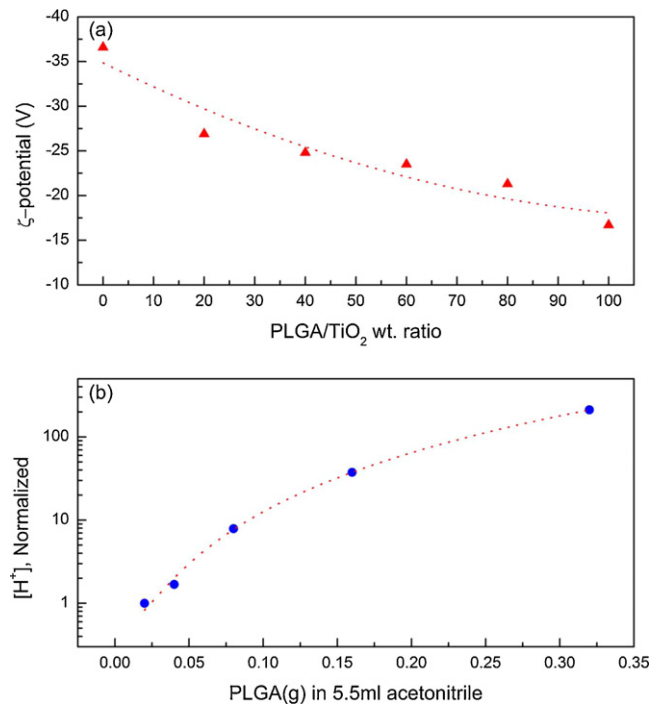 (a)
-40
-35
-30
-25
-20
-15
-10
ζ–potential (V)
0 10 20 30 40 50 60 70 80 90 100
PLGA/TiO₂ wt. ratio
(b)
100
10
1
[H⁺], Normalized
0.00 0.05 0.10 0.15 0.20 0.25 0.30 0.35
PLGA(g) in 5.5ml acetonitrile